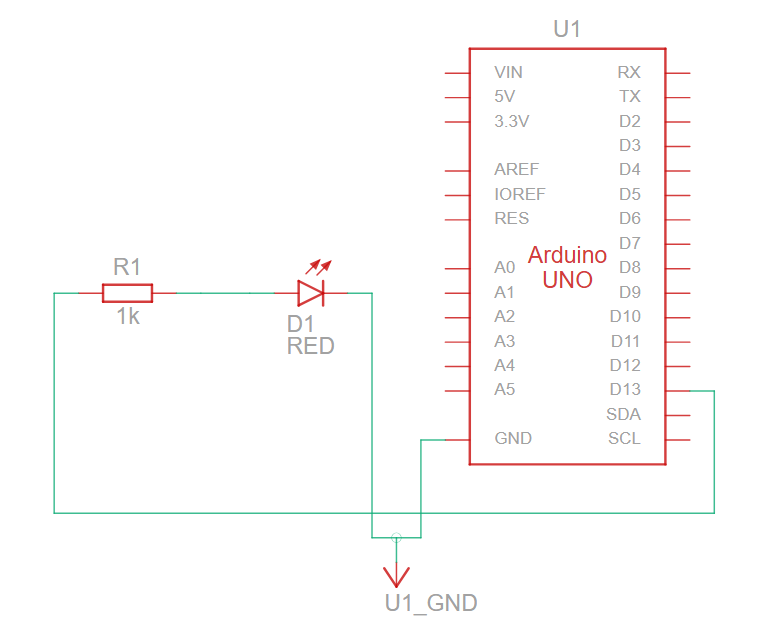 U1
VIN RX
5V TX
3.3V D2
D3
AREF D4
IOREF D5
RES D6
D7
Arduino
UNO
A0 D8
A1 D9
A2 D10
A3 D11
A4 D12
A5 D13
SDA
GND SCL
R1
1k
D1
RED
U1_GND